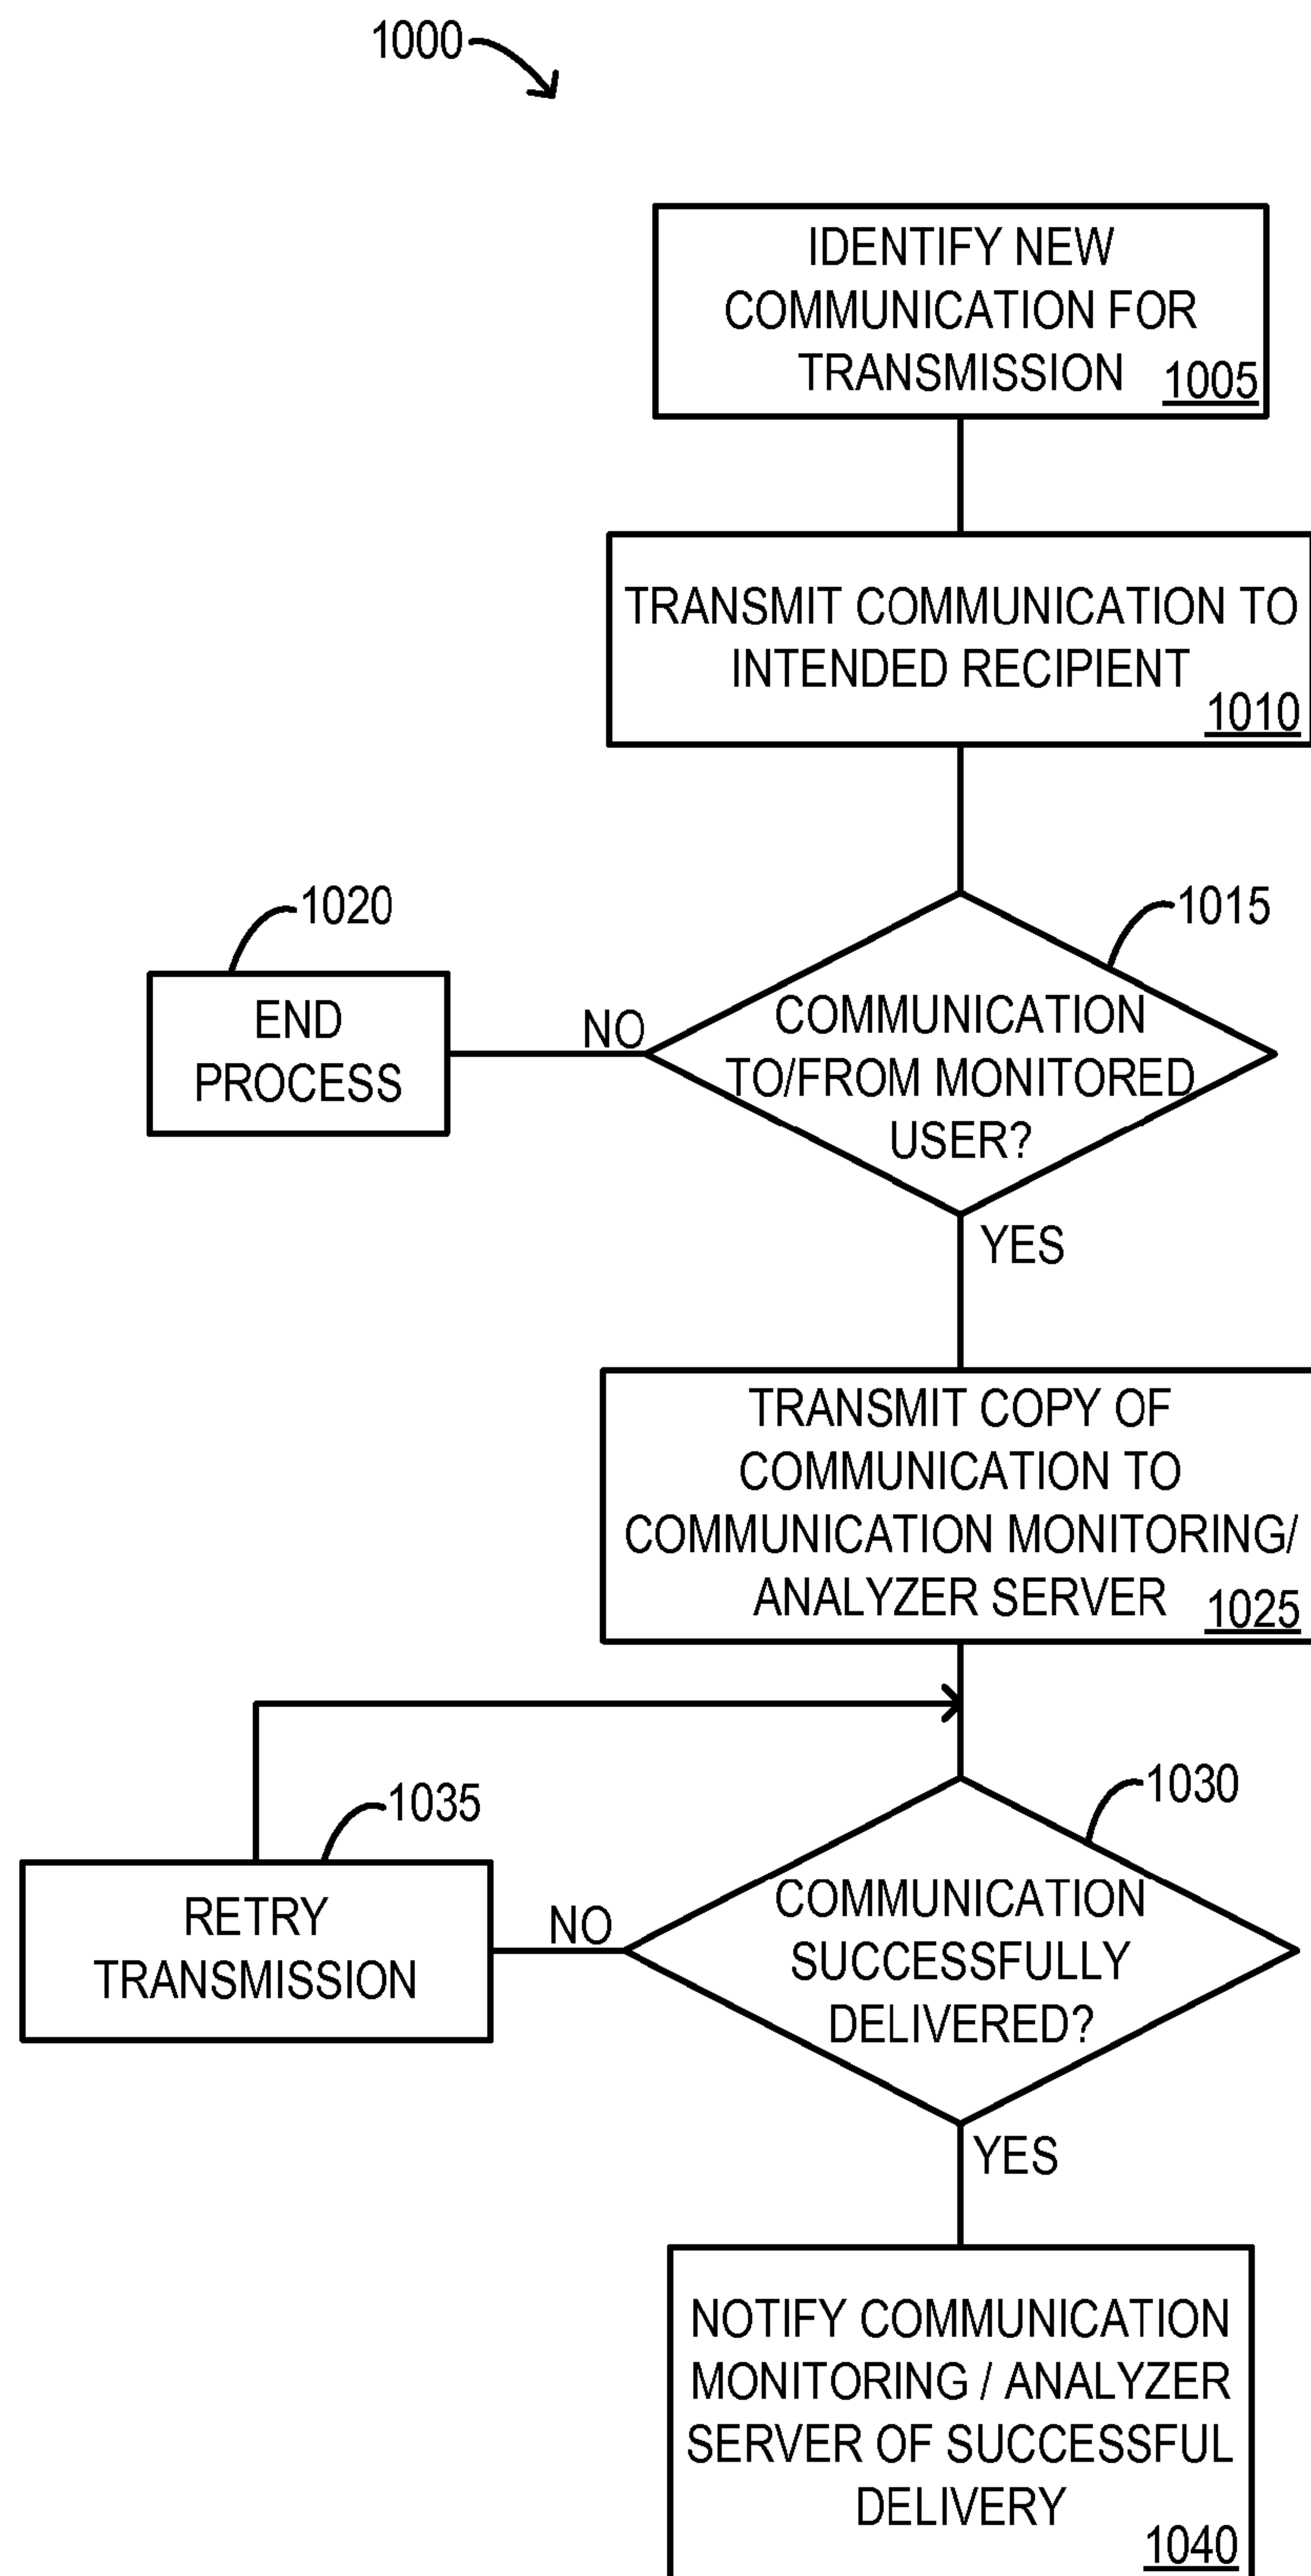 1000
IDENTIFY NEW
COMMUNICATION FOR
TRANSMISSION
1005
TRANSMIT COMMUNICATION TO
INTENDED RECIPIENT
1010
1020
1015
END
PROCESS
NO
COMMUNICATION
TO/FROM MONITORED
USER?
YES
TRANSMIT COPY OF
COMMUNICATION TO
COMMUNICATION MONITORING/
ANALYZER SERVER
1025
1035
1030
RETRY
TRANSMISSION
NO
COMMUNICATION
SUCCESSFULLY
DELIVERED?
YES
NOTIFY COMMUNICATION
MONITORING / ANALYZER
SERVER OF SUCCESSFUL
DELIVERY
1040